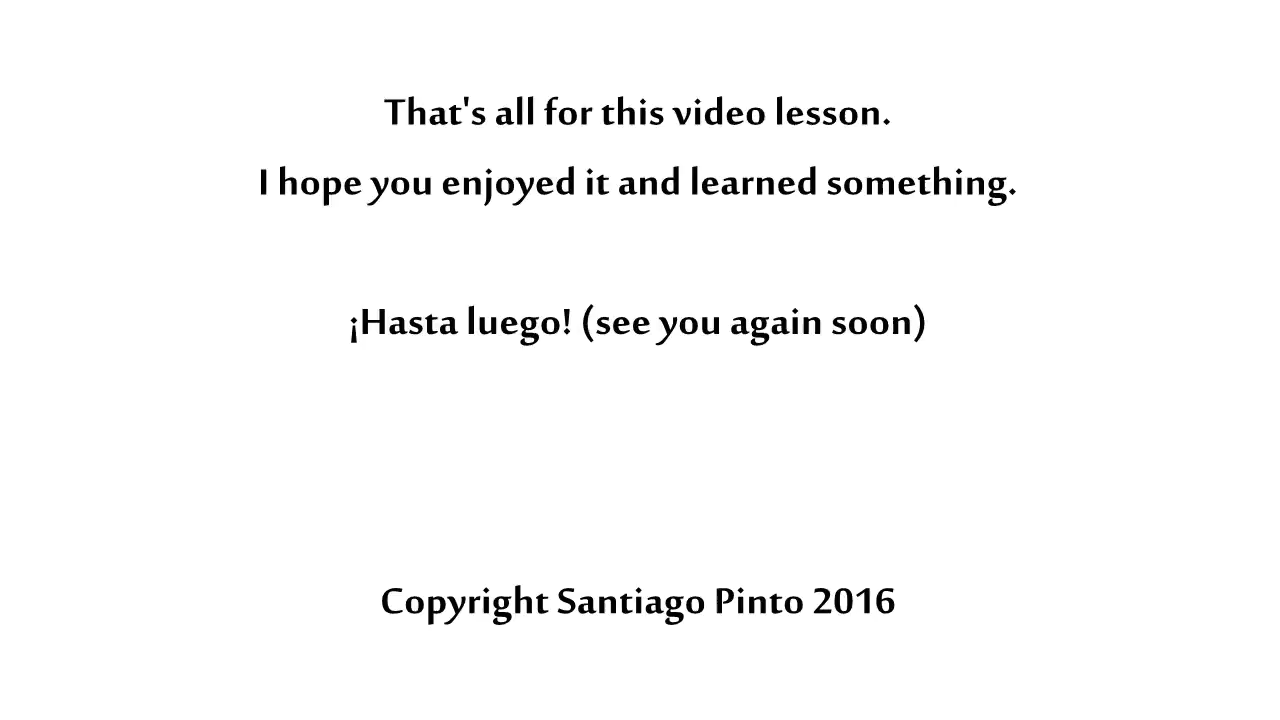 That's all for this video lesson.
I hope you enjoyed it and learned something.
¡Hasta luego! (see you again soon)
Copyright Santiago Pinto 2016